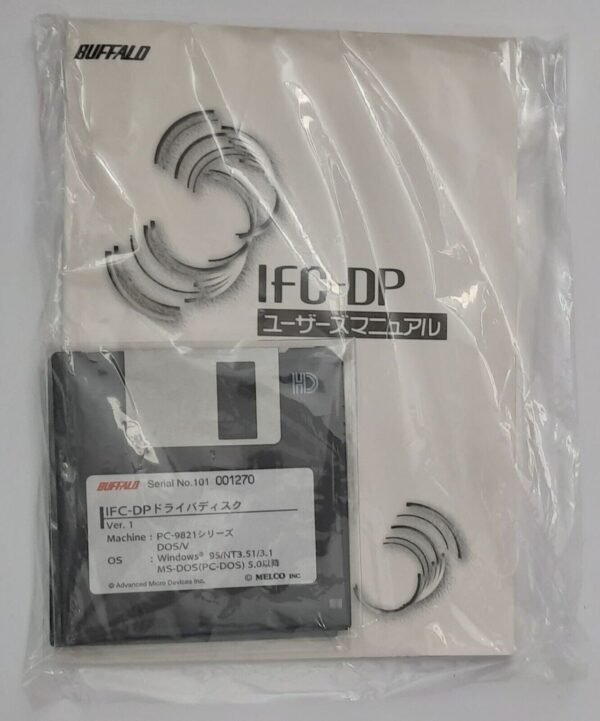 BUFFALO
IFC-DP
ユーザーズマニュアル
HD
BUFFALO Serial No.101 001270
IFC-DPドライバディスク
Ver. 1
Machine : PC-9821シリーズ
DOS/V
OS : Windows® 95/NT3.51/3.1
MS-DOS(PC-DOS) 5.0以降
© Advanced Micro Devices Inc.
© MELCO INC